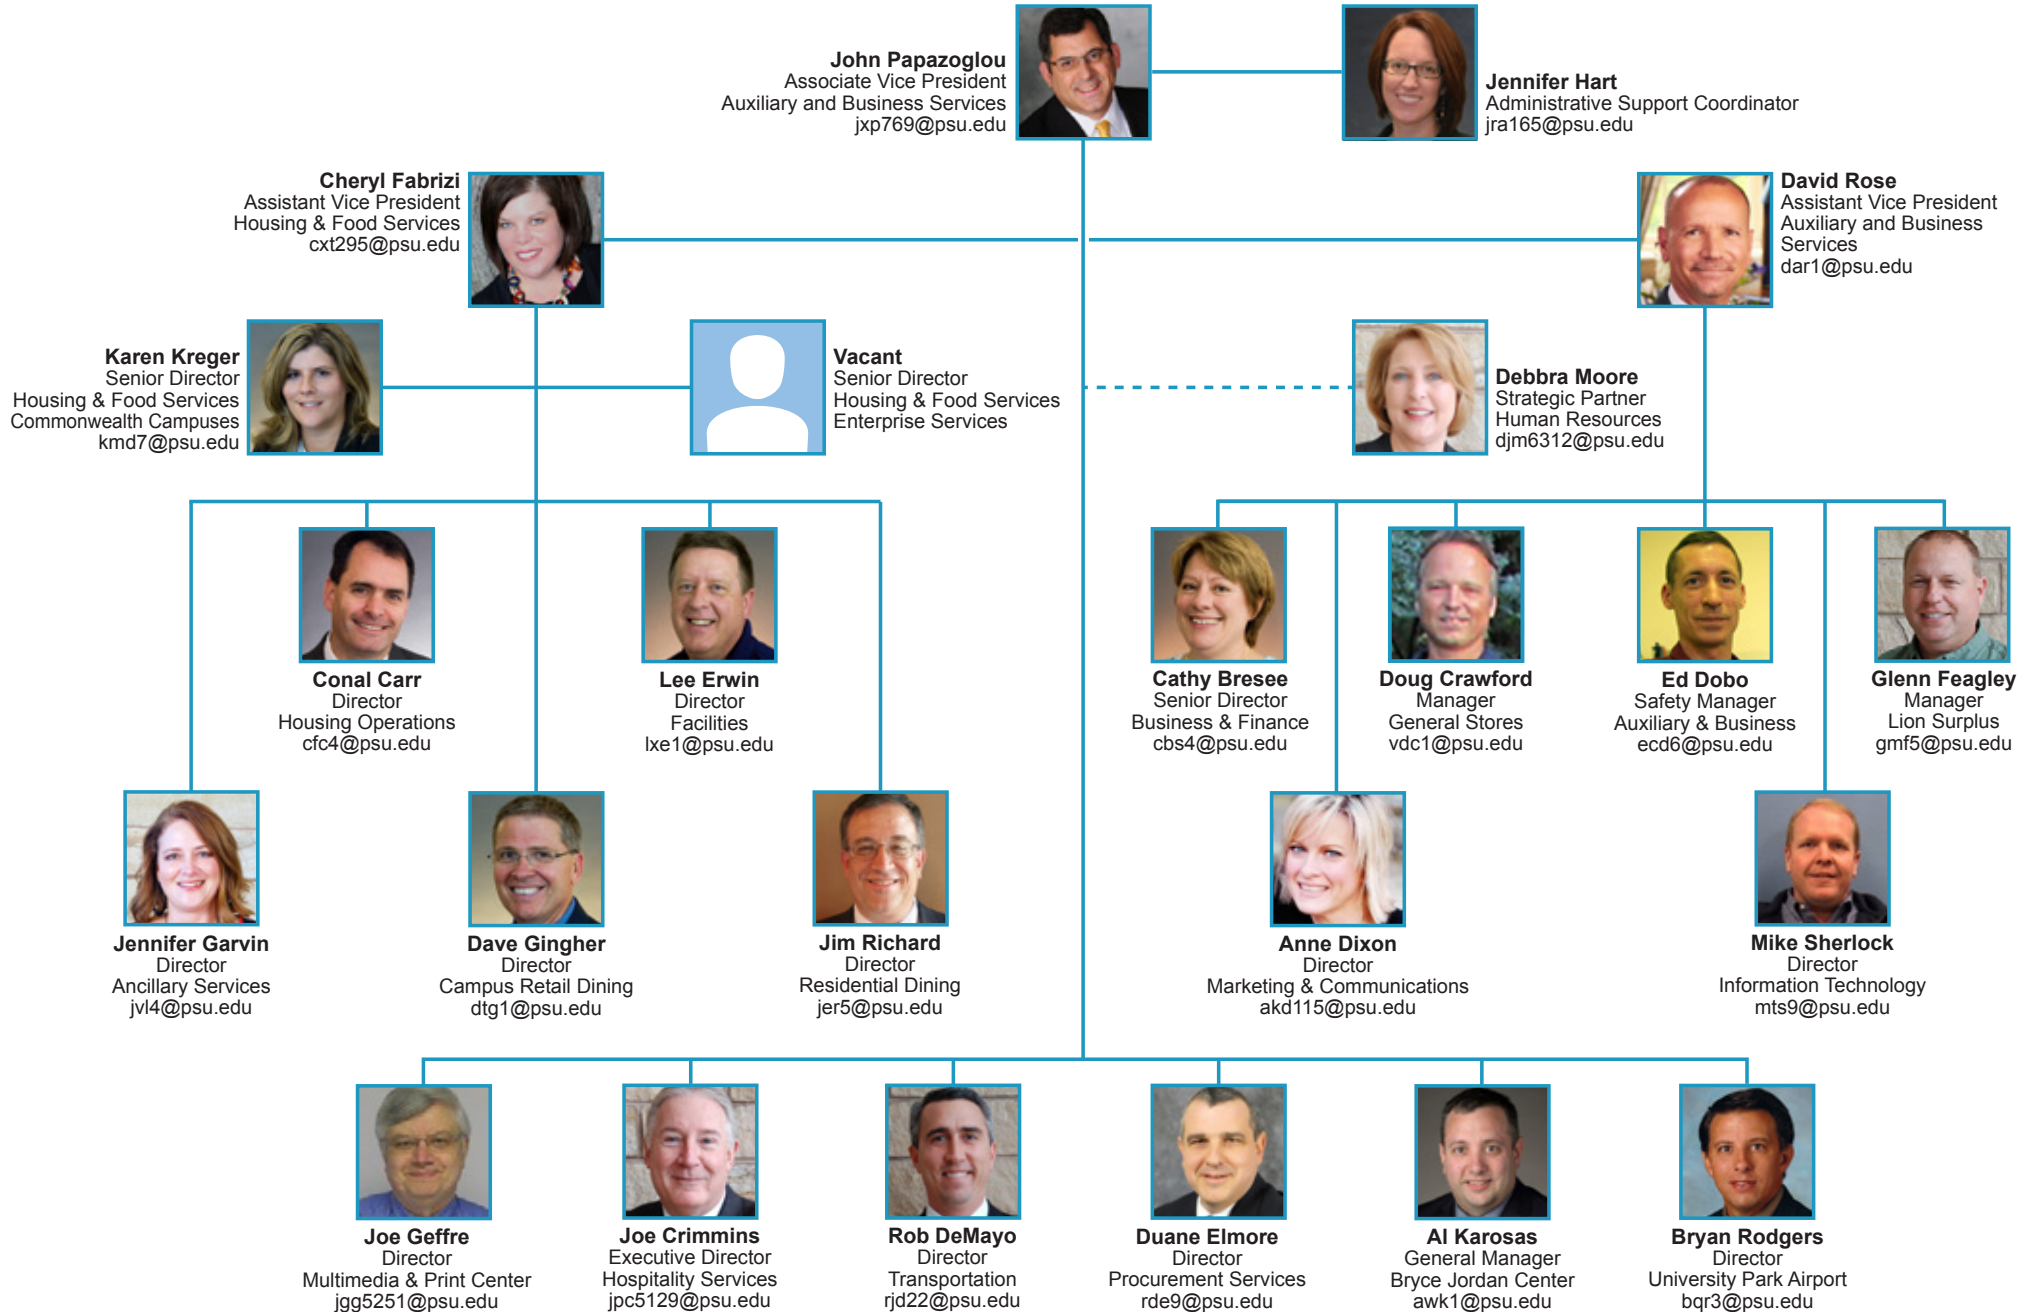 John Papazoglou
Associate Vice President
Auxiliary and Business Services
jxp769@psu.edu
Jennifer Hart
Administrative Support Coordinator
jra165@psu.edu
Cheryl Fabrizi
Assistant Vice President
Housing & Food Services
cxt295@psu.edu
David Rose
Assistant Vice President
Auxiliary and Business
Services
dar1@psu.edu
Karen Kreger
Senior Director
Housing & Food Services
Commonwealth Campuses
kmd7@psu.edu
Vacant
Senior Director
Housing & Food Services
Enterprise Services
Debbra Moore
Strategic Partner
Human Resources
djm6312@psu.edu
Conal Carr
Director
Housing Operations
cfc4@psu.edu
Lee Erwin
Director
Facilities
lxe1@psu.edu
Cathy Bresee
Senior Director
Business & Finance
cbs4@psu.edu
Doug Crawford
Manager
General Stores
vdc1@psu.edu
Ed Dobo
Safety Manager
Auxiliary & Business
ecd6@psu.edu
Glenn Feagley
Manager
Lion Surplus
gmf5@psu.edu
Jennifer Garvin
Director
Ancillary Services
jvl4@psu.edu
Dave Gingher
Director
Campus Retail Dining
dtg1@psu.edu
Jim Richard
Director
Residential Dining
jer5@psu.edu
Anne Dixon
Director
Marketing & Communications
akd115@psu.edu
Mike Sherlock
Director
Information Technology
mts9@psu.edu
Joe Geffre
Director
Multimedia & Print Center
jgg5251@psu.edu
Joe Crimmins
Executive Director
Hospitality Services
jpc5129@psu.edu
Rob DeMayo
Director
Transportation
rjd22@psu.edu
Duane Elmore
Director
Procurement Services
rde9@psu.edu
Al Karosas
General Manager
Bryce Jordan Center
awk1@psu.edu
Bryan Rodgers
Director
University Park Airport
bqr3@psu.edu